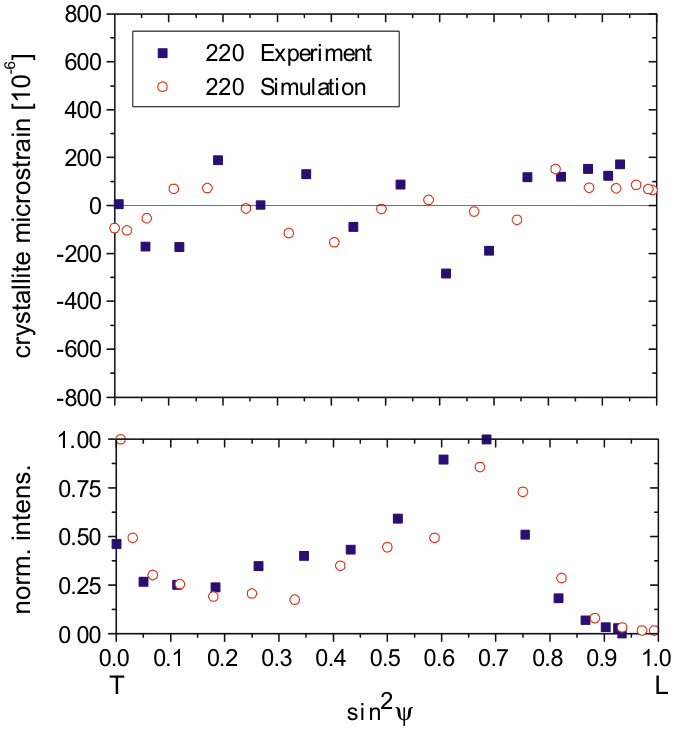 800
600
400
200
0
-200
-400
-600
-800
crystallite microstrain [10-6]
220 Experiment
220 Simulation
1.00
0.75
0.50
0.25
0 00
norm. intens.
0.0 0.1 0.2 0.3 0.4 0.5 0.6 0.7 0.8 0.9 1.0
T L
sin2ψ